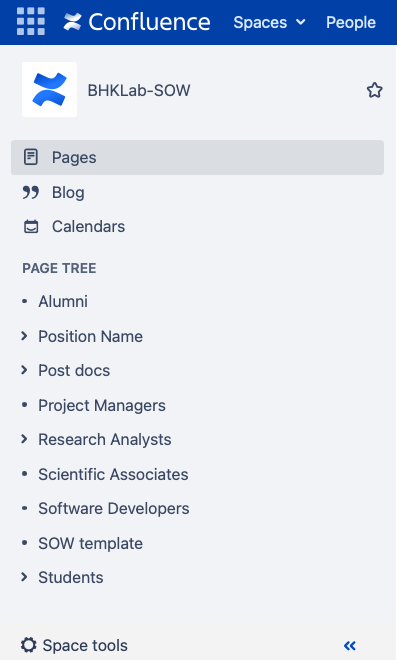 Confluence Spaces People
BHKLab-SOW
Pages
Blog
Calendars
PAGE TREE
Alumni
Position Name
Post docs
Project Managers
Research Analysts
Scientific Associates
Software Developers
SOW template
Students
Space tools